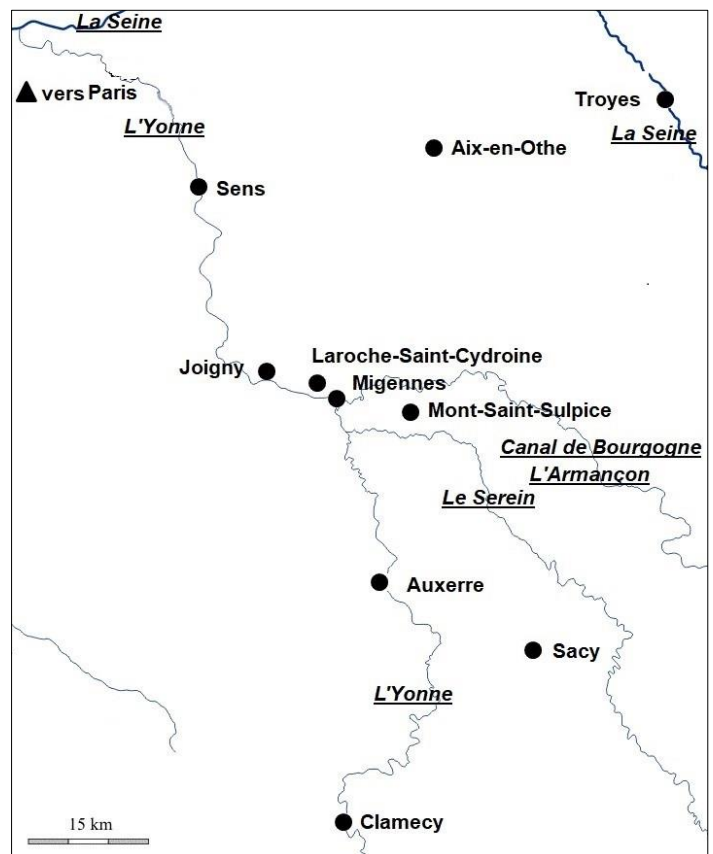 La Seine
vers Paris
Troyes
L'Yonne
La Seine
Aix-en-Othe
Sens
Laroche-Saint-Cydroine
Joigny
Migennes
Mont-Saint-Sulpice
Canal de Bourgogne
L'Armançon
Le Serein
Auxerre
Sacy
L'Yonne
Clamecy
15 km